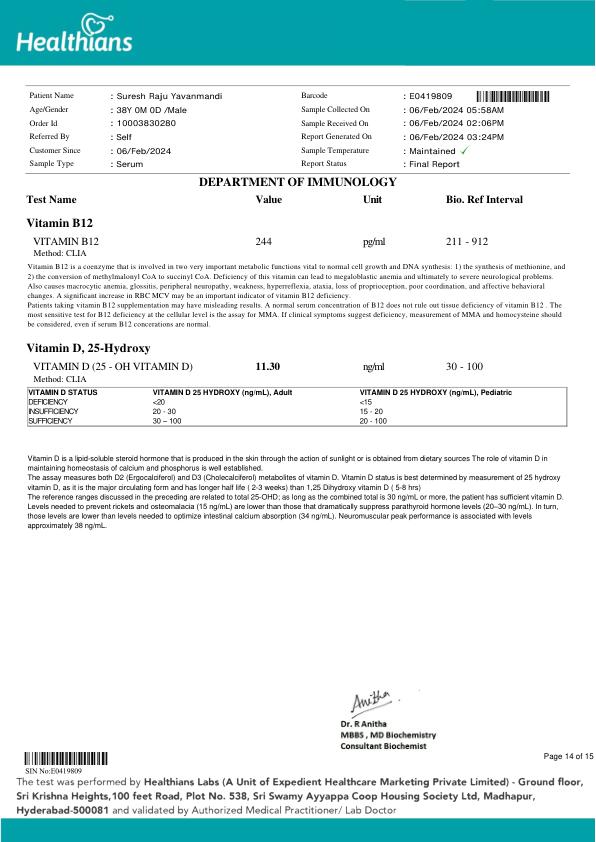 Healthians
Patient Name : Suresh Raju Yavanmandi Barcode : E0419809
Age/Gender : 38Y 0M 0D /Male Sample Collected On : 06/Feb/2024 05:58AM
Order Id : 10003830280 Sample Received On : 06/Feb/2024 02:06PM
Referred By : Self Report Generated On : 06/Feb/2024 03:24PM
Customer Since : 06/Feb/2024 Sample Temperature : Maintained ✓
Sample Type : Serum Report Status : Final Report
DEPARTMENT OF IMMUNOLOGY
Test Name Value Unit Bio. Ref Interval
Vitamin B12
VITAMIN B12 244 pg/ml 211 - 912
Method: CLIA
Vitamin B12 is a coenzyme that is involved in two very important metabolic functions vital to normal cell growth and DNA synthesis: 1) the synthesis of methionine, and
2) the conversion of methylmalonyl CoA to succinyl CoA. Deficiency of this vitamin can lead to megaloblastic anemia and ultimately to severe neurological problems.
Also causes macrocytic anemia, glossitis, peripheral neuropathy, weakness, hyperreflexia, ataxia, loss of proprioception, poor coordination, and affective behavioral
changes. A significant increase in RBC MCV may be an important indicator of vitamin B12 deficiency.
Patients taking vitamin B12 supplementation may have misleading results. A normal serum concentration of B12 does not rule out tissue deficiency of vitamin B12 . The
most sensitive test for B12 deficiency at the cellular level is the assay for MMA. If clinical symptoms suggest deficiency, measurement of MMA and homocysteine should
be considered, even if serum B12 concerations are normal.
Vitamin D, 25-Hydroxy
VITAMIN D (25 - OH VITAMIN D) 11.30 ng/ml 30 - 100
Method: CLIA
VITAMIN D STATUS VITAMIN D 25 HYDROXY (ng/mL), Adult VITAMIN D 25 HYDROXY (ng/mL), Pediatric
DEFICIENCY <20 <15
INSUFFICIENCY 20 - 30 15 - 20
SUFFICIENCY 30 – 100 20 - 100
Vitamin D is a lipid-soluble steroid hormone that is produced in the skin through the action of sunlight or is obtained from dietary sources The role of vitamin D in
maintaining homeostasis of calcium and phosphorus is well established.
The assay measures both D2 (Ergocalciferol) and D3 (Cholecalciferol) metabolites of vitamin D. Vitamin D status is best determined by measurement of 25 hydroxy
vitamin D, as it is the major circulating form and has longer half life ( 2-3 weeks) than 1,25 Dihydroxy vitamin D ( 5-8 hrs)
The reference ranges discussed in the preceding are related to total 25-OHD; as long as the combined total is 30 ng/mL or more, the patient has sufficient vitamin D.
Levels needed to prevent rickets and osteomalacia (15 ng/mL) are lower than those that dramatically suppress parathyroid hormone levels (20–30 ng/mL). In turn,
those levels are lower than levels needed to optimize intestinal calcium absorption (34 ng/mL). Neuromuscular peak performance is associated with levels
approximately 38 ng/mL.
Anitha
Dr. R Anitha
MBBS , MD Biochemistry
Consultant Biochemist
Page 14 of 15
SIN No:E0419809
The test was performed by Healthians Labs (A Unit of Expedient Healthcare Marketing Private Limited) - Ground floor,
Sri Krishna Heights,100 feet Road, Plot No. 538, Sri Swamy Ayyappa Coop Housing Society Ltd, Madhapur,
Hyderabad-500081 and validated by Authorized Medical Practitioner/ Lab Doctor